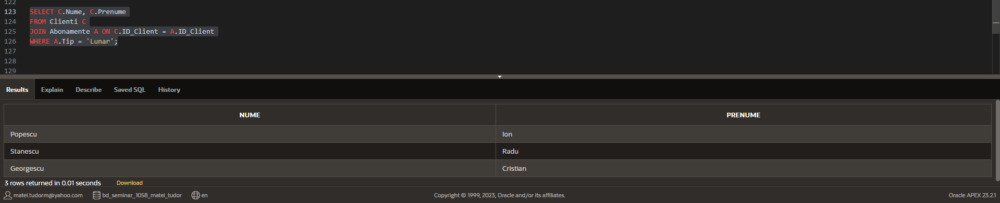 122
123 SELECT C.Nume, C.Prenume
124 FROM Clienti C
125 JOIN Abonamente A ON C.ID_Client = A.ID_Client
126 WHERE A.Tip = 'Lunar';
127
128
129
Results Explain Describe Saved SQL History
NUME PRENUME
Popescu Ion
Stanescu Radu
Georgescu Cristian
3 rows returned in 0.01 seconds Download
matei.tudorm@yahoo.com bd_seminar_1058_matei_tudor en Copyright © 1999, 2023, Oracle and/or its affiliates. Oracle APEX 23.2.1